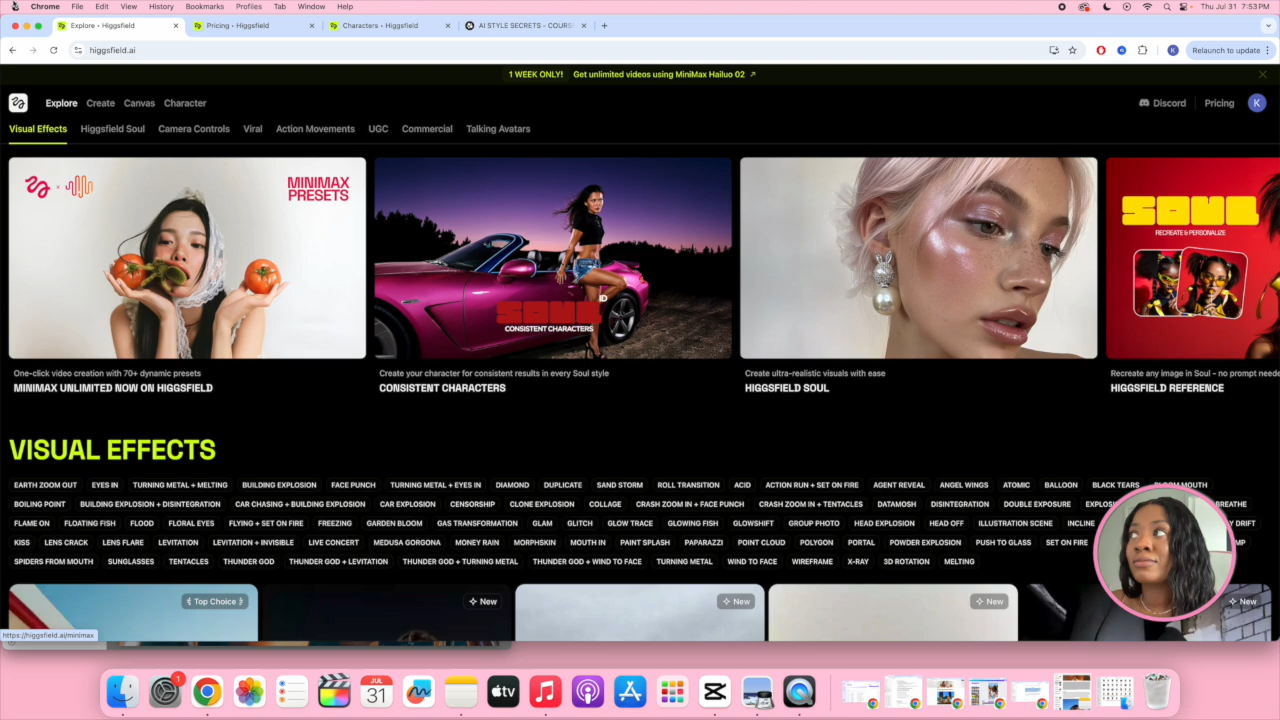 Chrome File Edit View History Bookmarks Profiles Tab Window Help Thu Jul 31 7:53 PM
Explore • Higgsfield Pricing • Higgsfield Characters • Higgsfield AI STYLE SECRETS - COURS
higgsfield.ai Relaunch to update
1 WEEK ONLY! Get unlimited videos using MiniMax Hailuo 02
Explore Create Canvas Character Discord Pricing K
Visual Effects Higgsfield Soul Camera Controls Viral Action Movements UGC Commercial Talking Avatars
MINIMAX
PRESETS
SOUL ID
CONSISTENT CHARACTERS
SOUL
RECREATE & PERSONALIZE
One-click video creation with 70+ dynamic presets
MINIMAX UNLIMITED NOW ON HIGGSFIELD
Create your character for consistent results in every Soul style
CONSISTENT CHARACTERS
Create ultra-realistic visuals with ease
HIGGSFIELD SOUL
Recreate any image in Soul - no prompt neede
HIGGSFIELD REFERENCE
VISUAL EFFECTS
EARTH ZOOM OUT EYES IN TURNING METAL + MELTING BUILDING EXPLOSION FACE PUNCH TURNING METAL + EYES IN DIAMOND DUPLICATE SAND STORM ROLL TRANSITION ACID ACTION RUN + SET ON FIRE AGENT REVEAL ANGEL WINGS ATOMIC BALLOON BLACK TEARS BLOOM MOUTH
BOILING POINT BUILDING EXPLOSION + DISINTEGRATION CAR CHASING + BUILDING EXPLOSION CAR EXPLOSION CENSORSHIP CLONE EXPLOSION COLLAGE CRASH ZOOM IN + FACE PUNCH CRASH ZOOM IN + TENTACLES DATAMOSH DISINTEGRATION DOUBLE EXPOSURE BREATHE
FLAME ON FLOATING FISH FLOOD FLORAL EYES FLYING + SET ON FIRE FREEZING GARDEN BLOOM GAS TRANSFORMATION GLAM GLITCH GLOW TRACE GLOWING FISH GLOWSHIFT GROUP PHOTO HEAD EXPLOSION HEAD OFF ILLUSTRATION SCENE INCLINE DRIFT
KISS LENS CRACK LENS FLARE LEVITATION LEVITATION + INVISIBLE LIVE CONCERT MEDUSA GORGONA MONEY RAIN MORPHSKIN MOUTH IN PAINT SPLASH PAPARAZZI POINT CLOUD POLYGON PORTAL POWDER EXPLOSION PUSH TO GLASS SET ON FIRE
SPIDERS FROM MOUTH SUNGLASSES TENTACLES THUNDER GOD THUNDER GOD + LEVITATION THUNDER GOD + TURNING METAL THUNDER GOD + WIND TO FACE TURNING METAL WIND TO FACE WIREFRAME X-RAY 3D ROTATION MELTING
Top Choice New New New New
https://higgsfield.ai/minimax
1 JUL 31 tv